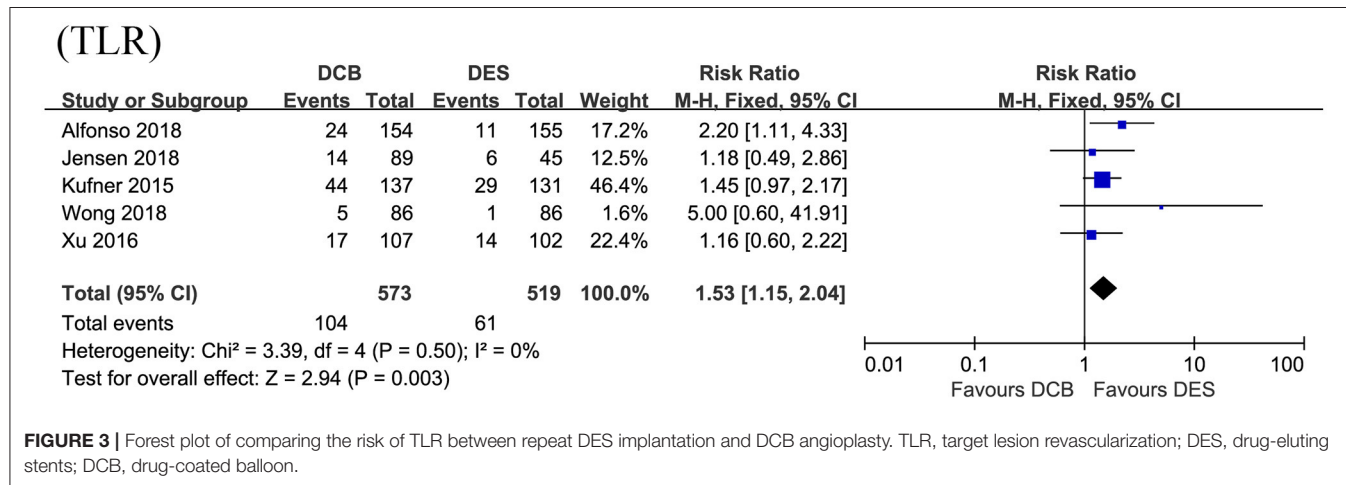 (TLR)
DCB DES Risk Ratio Risk Ratio
Study or Subgroup Events Total Events Total Weight M-H, Fixed, 95% CI M-H, Fixed, 95% CI
Alfonso 2018 24 154 11 155 17.2% 2.20 [1.11, 4.33]
Jensen 2018 14 89 6 45 12.5% 1.18 [0.49, 2.86]
Kufner 2015 44 137 29 131 46.4% 1.45 [0.97, 2.17]
Wong 2018 5 86 1 86 1.6% 5.00 [0.60, 41.91]
Xu 2016 17 107 14 102 22.4% 1.16 [0.60, 2.22]
Total (95% CI) 573 519 100.0% 1.53 [1.15, 2.04]
Total events 104 61
Heterogeneity: Chi² = 3.39, df = 4 (P = 0.50); I² = 0%
Test for overall effect: Z = 2.94 (P = 0.003)
0.01 0.1 1 10 100
Favours DCB Favours DES
FIGURE 3 | Forest plot of comparing the risk of TLR between repeat DES implantation and DCB angioplasty. TLR, target lesion revascularization; DES, drug-eluting
stents; DCB, drug-coated balloon.